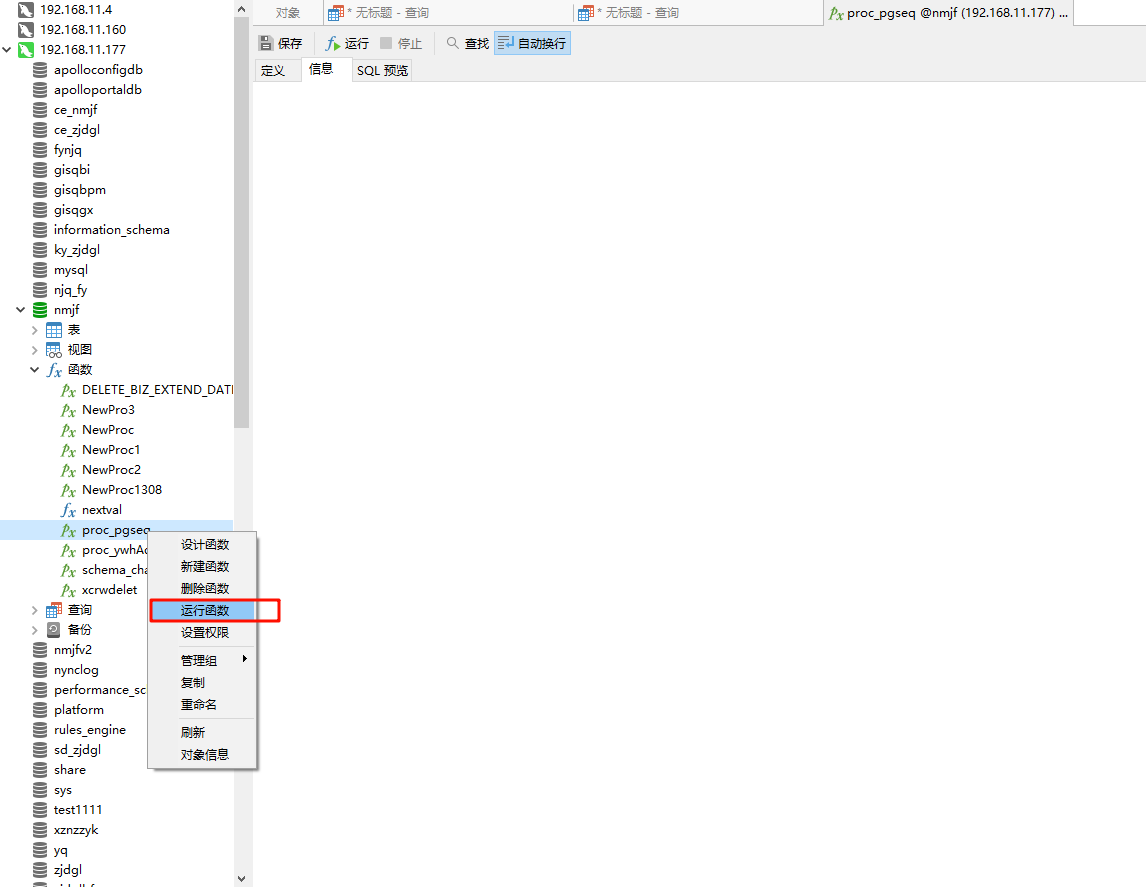 192.168.11.4
192.168.11.160
192.168.11.177
apolloconfigdb
apolloportaldb
ce_nmjf
ce_zjdgl
fynjq
gisqbi
gisqbpm
gisqgx
information_schema
ky_zjdgl
mysql
njq_fy
nmjf
表
视图
函数
DELETE_BIZ_EXTEND_DAT
NewPro3
NewProc
NewProc1
NewProc2
NewProc1308
nextval
proc_pgseq
proc_ywhAc
schema_cha
xcrwdelet
查询
备份
nmjfv2
nynclog
performance_sc
platform
rules_engine
sd_zjdgl
share
sys
test1111
xznzzyk
yq
zjdgl
对象
* 无标题 - 查询
* 无标题 - 查询
proc_pgseq @nmjf (192.168.11.177) ...
保存
运行
停止
查找
自动换行
定义
信息
SQL 预览
设计函数
新建函数
删除函数
运行函数
设置权限
管理组
复制
重命名
刷新
对象信息